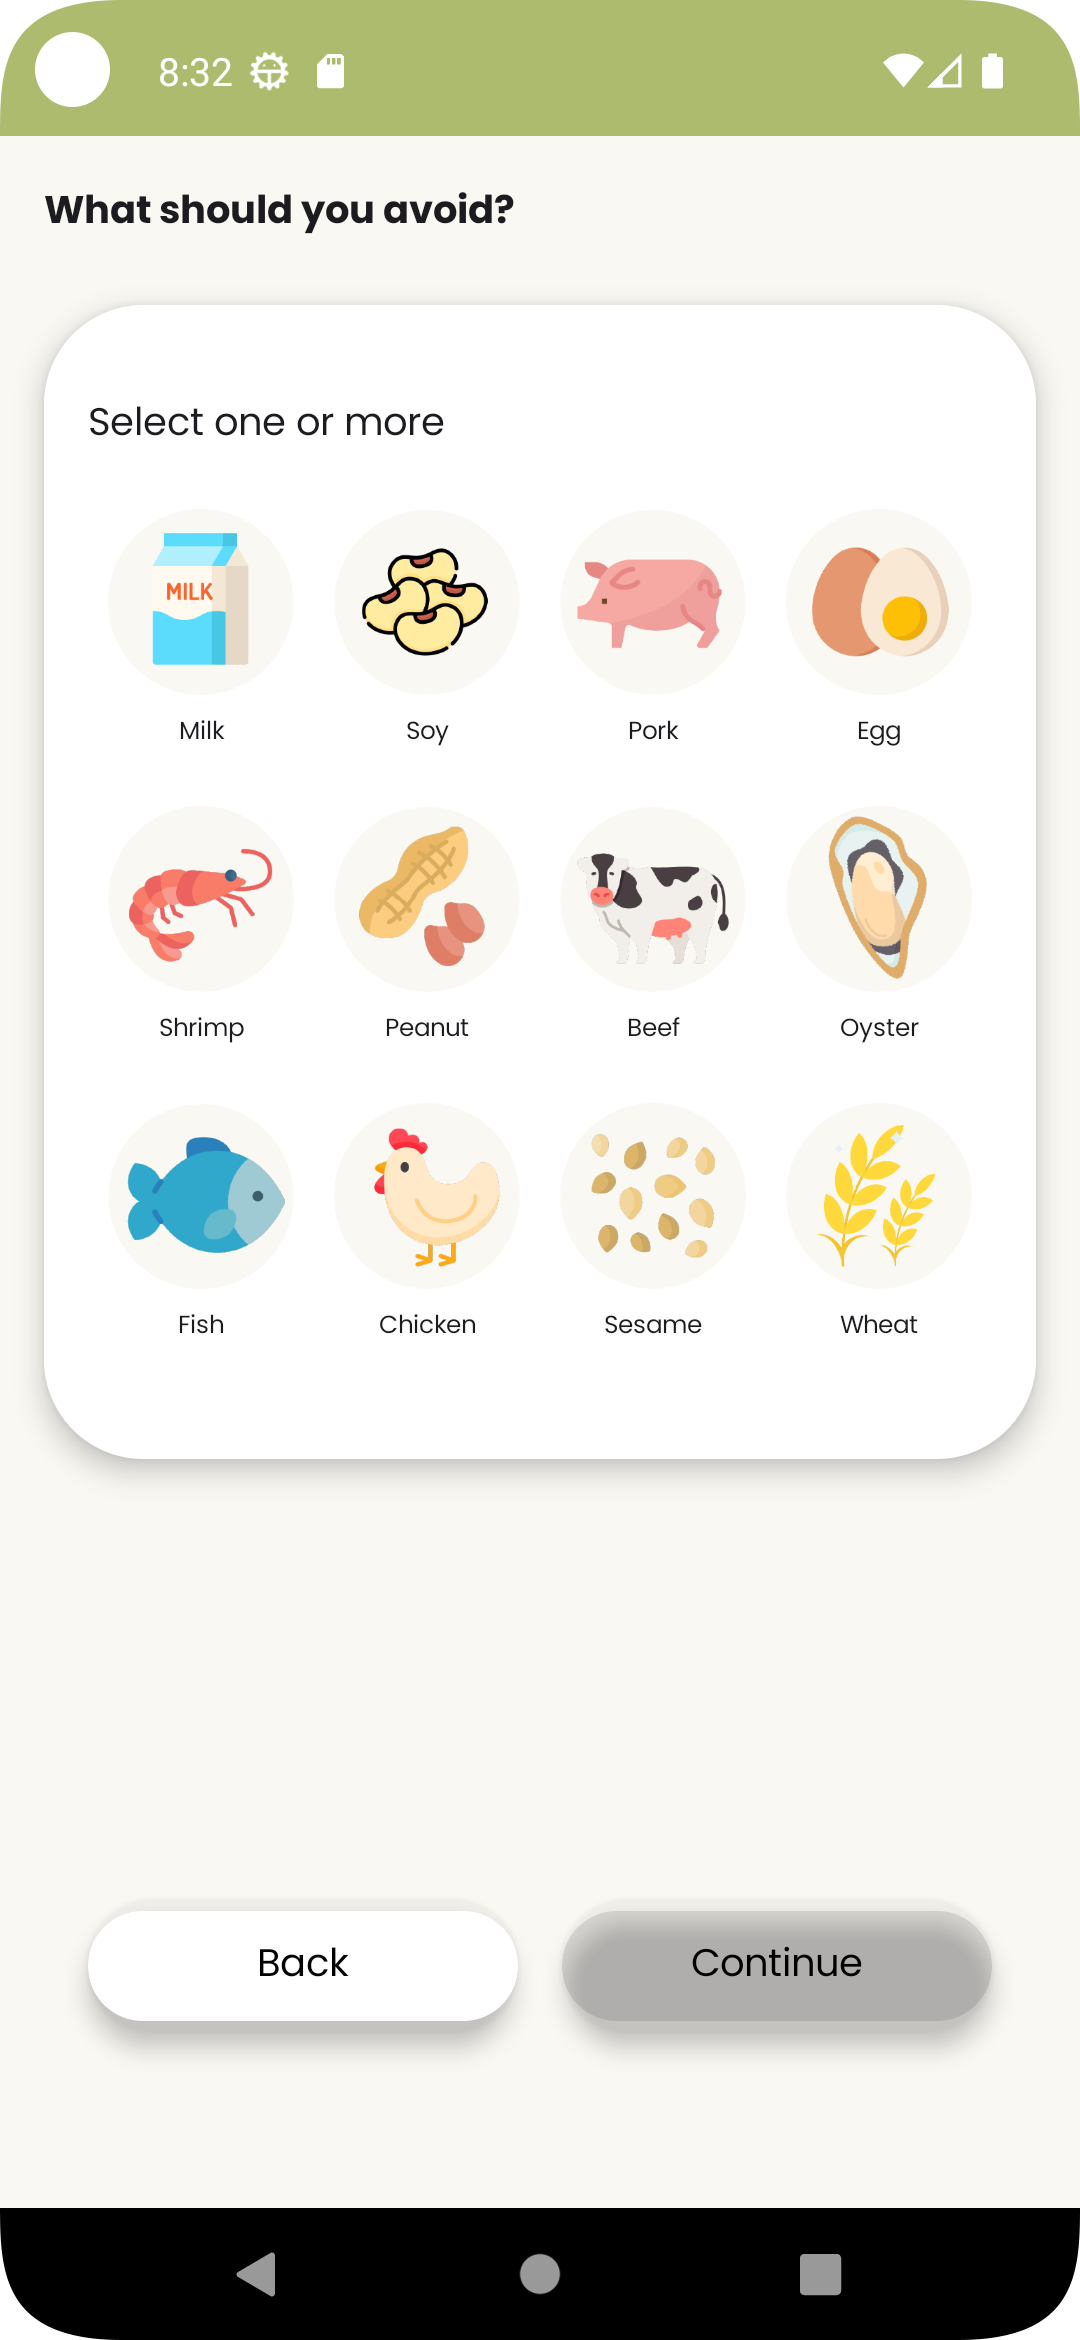 8:32
What should you avoid?
Select one or more
MILK
Milk
Soy
Pork
Egg
Shrimp
Peanut
Beef
Oyster
Fish
Chicken
Sesame
Wheat
Back
Continue